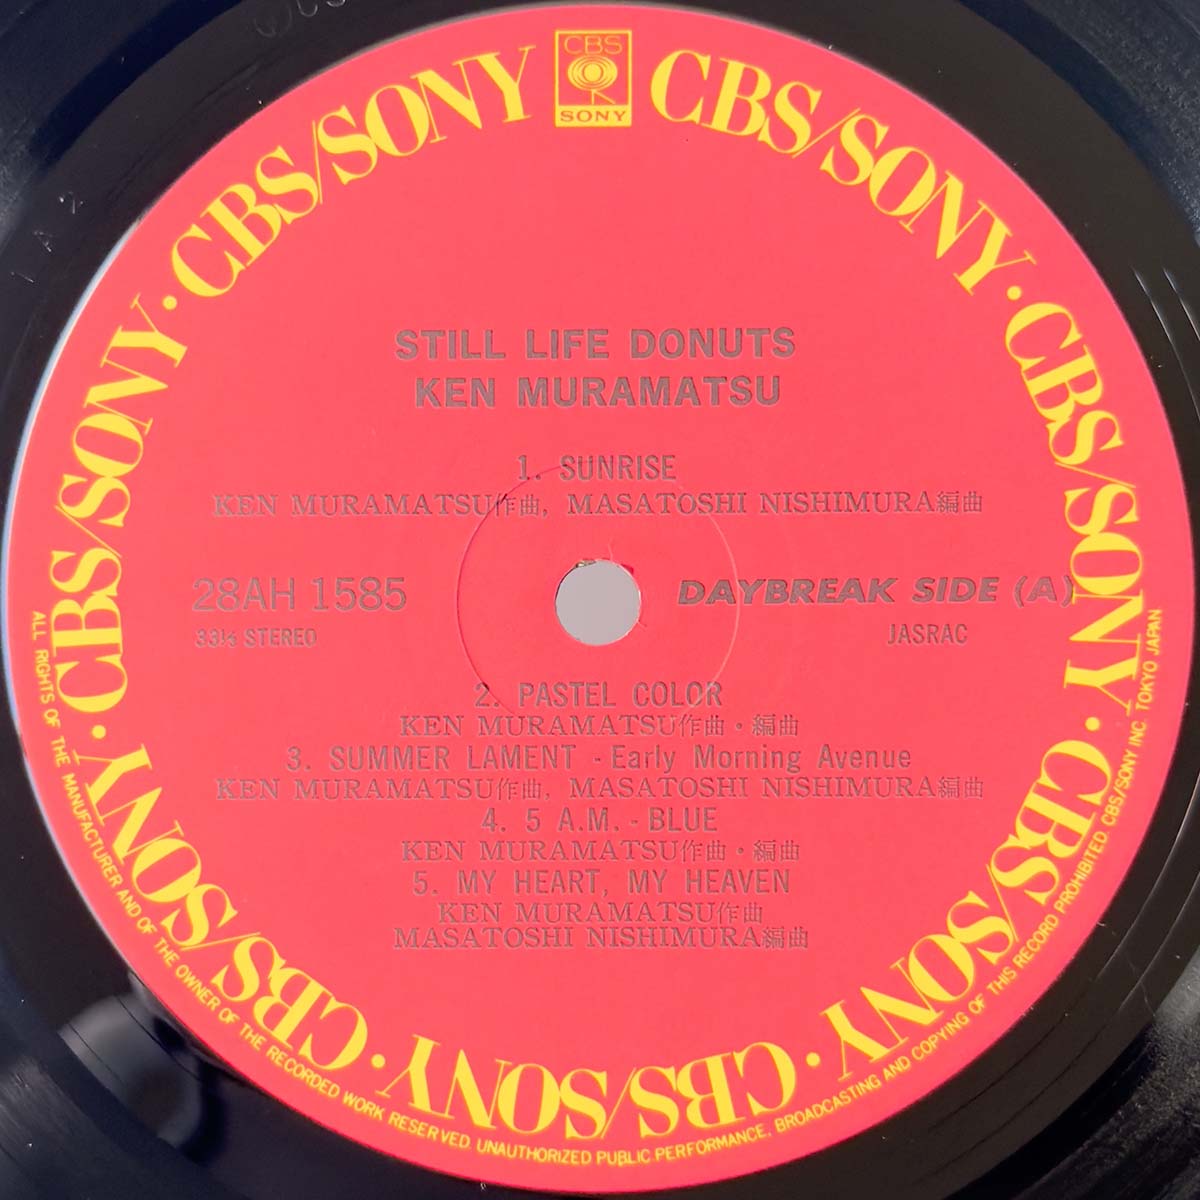 CBS
SONY
CBS/SONY · CBS/SONY · CBS/SONY · CBS/SONY · CBS/SONY · CBS/SONY · CBS/SONY · CBS/SONY
STILL LIFE DONUTS
KEN MURAMATSU
1. SUNRISE
KEN MURAMATSU作曲, MASATOSHI NISHIMURA編曲
28AH 1585
DAYBREAK SIDE (A)
33⅓ STEREO
JASRAC
2. PASTEL COLOR
KEN MURAMATSU作曲・編曲
3. SUMMER LAMENT - Early Morning Avenue
KEN MURAMATSU作曲, MASATOSHI NISHIMURA編曲
4. 5 A.M. - BLUE
KEN MURAMATSU作曲・編曲
5. MY HEART, MY HEAVEN
KEN MURAMATSU作曲
MASATOSHI NISHIMURA編曲
ALL RIGHTS OF THE MANUFACTURER AND OF THE OWNER OF THE RECORDED WORK RESERVED. UNAUTHORIZED PUBLIC PERFORMANCE, BROADCASTING AND COPYING OF THIS RECORD PROHIBITED. CBS/SONY INC. TOKYO JAPAN
A 2